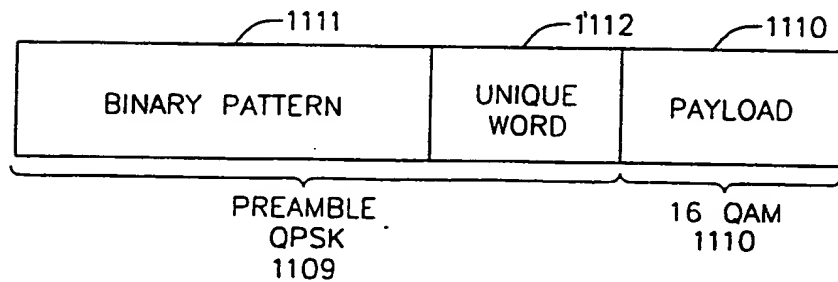 1111
1112
1110
BINARY PATTERN
UNIQUE
WORD
PAYLOAD
PREAMBLE
QPSK
1109
16 QAM
1110